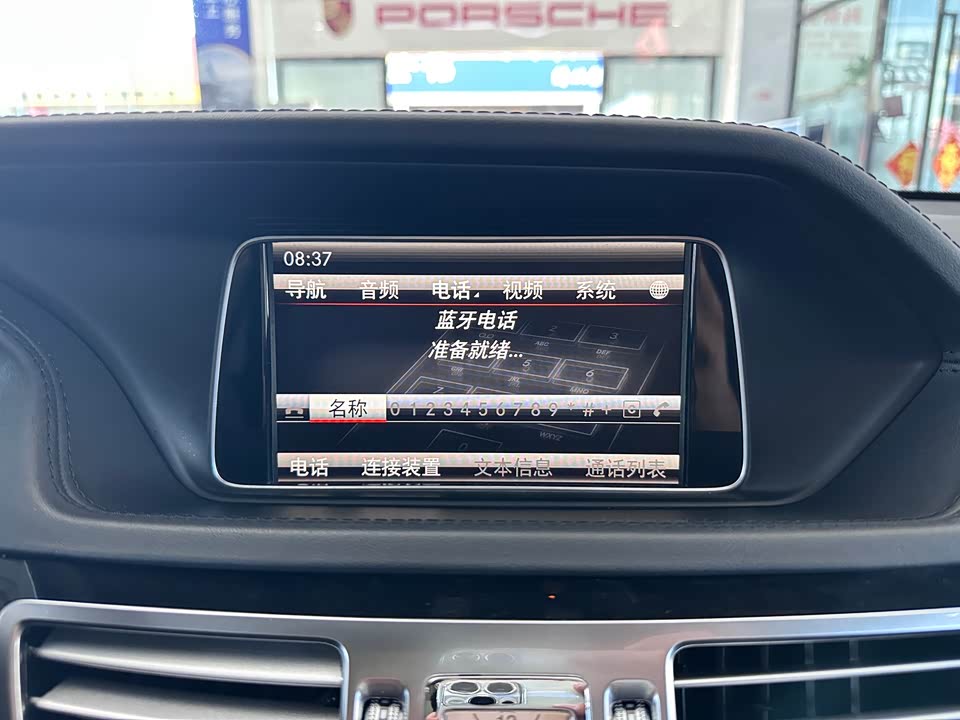 PORSCHE
08:37
导航 音频 电话 视频 系统
蓝牙电话
准备就绪...
名称 0 1 2 3 4 5 6 7 8 9 * # +
电话 连接装置 文本信息 通话列表